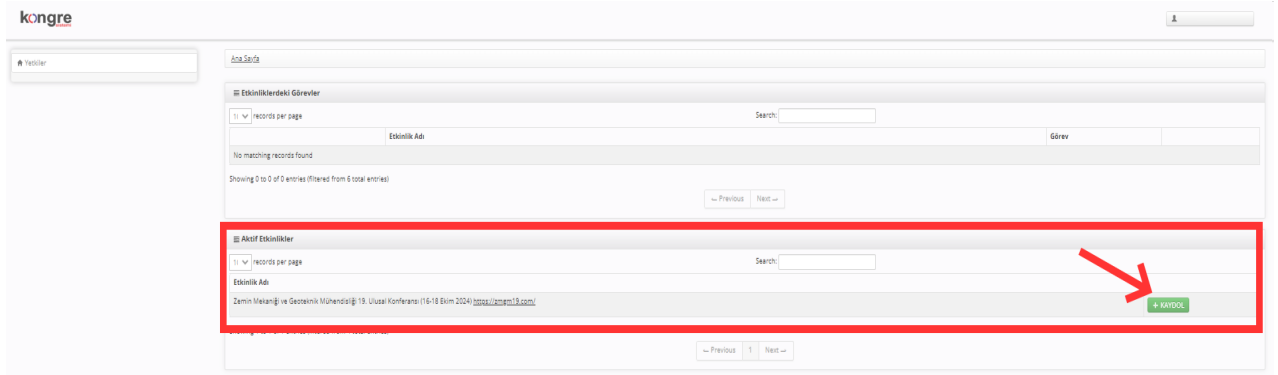 kongre
Yetkiler
Ana Sayfa
Etkinliklerdeki Görevler
records per page
Search:
Etkinlik Adı
Görev
No matching records found
Showing 0 to 0 of 0 entries (filtered from 6 total entries)
← Previous
Next →
Aktif Etkinlikler
records per page
Search:
Etkinlik Adı
Zemin Mekaniği ve Geoteknik Mühendisliği 19. Ulusal Konferansı (16-18 Ekim 2024) https://zmgm19.com/
+ KAYDOL
← Previous
1
Next →